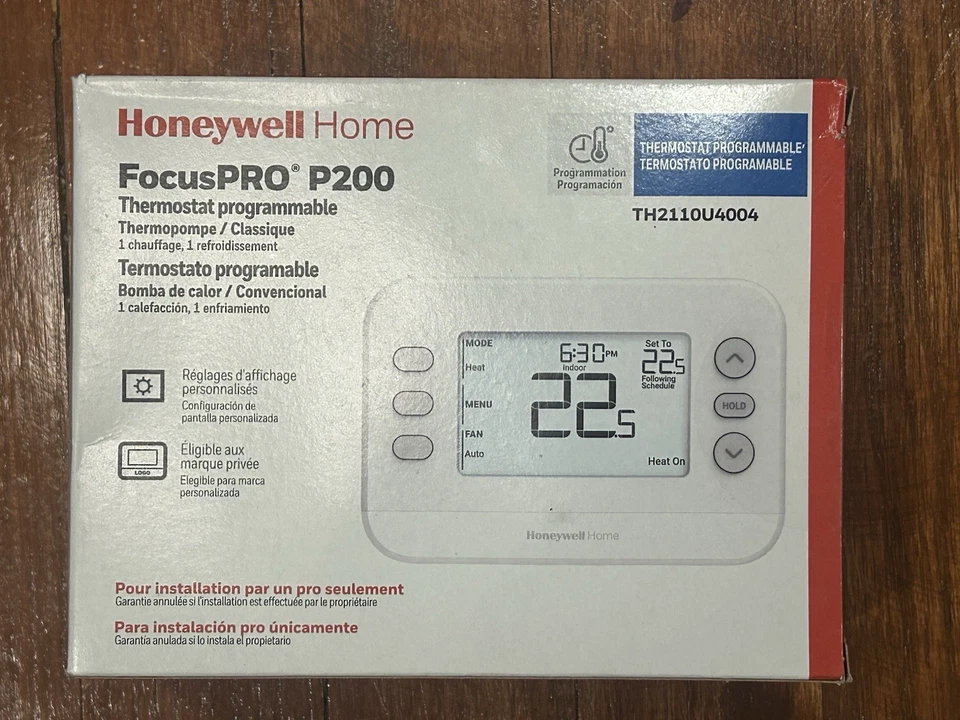 Honeywell Home
FocusPRO® P200
Thermostat programmable
Thermopompe / Classique
1 chauffage, 1 refroidissement
Termostato programable
Bomba de calor / Convencional
1 calefacción, 1 enfriamiento
Programmation
Programación
THERMOSTAT PROGRAMMABLE
TERMOSTATO PROGRAMABLE
TH2110U4004
Réglages d'affichage
personnalisés
Configuración de
pantalla personalizada
LOGO
Éligible aux
marque privée
Elegible para marca
personalizada
MODE
Heat
MENU
FAN
Auto
6:30 PM
Indoor
22.5
Set To
22.5
Following
Schedule
Heat On
HOLD
Honeywell Home
Pour installation par un pro seulement
Garantie annulée si l'installation est effectuée par le propriétaire
Para instalación pro únicamente
Garantía anulada si lo instala el propietario